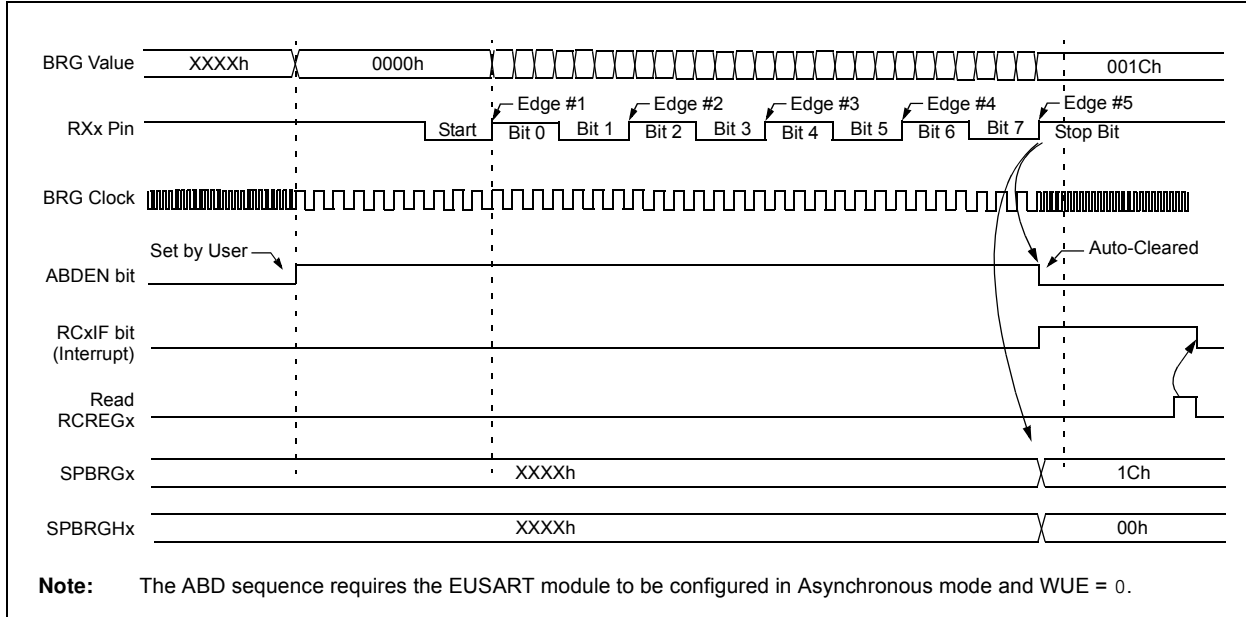 BRG Value XXXXh 0000h 001Ch
Edge #1 Edge #2 Edge #3 Edge #4 Edge #5
RXx Pin Start Bit 0 Bit 1 Bit 2 Bit 3 Bit 4 Bit 5 Bit 6 Bit 7 Stop Bit
BRG Clock
Set by User Auto-Cleared
ABDEN bit
RCxIF bit
(Interrupt)
Read
RCREGx
SPBRGx XXXXh 1Ch
SPBRGHx XXXXh 00h
Note: The ABD sequence requires the EUSART module to be configured in Asynchronous mode and WUE = 0.